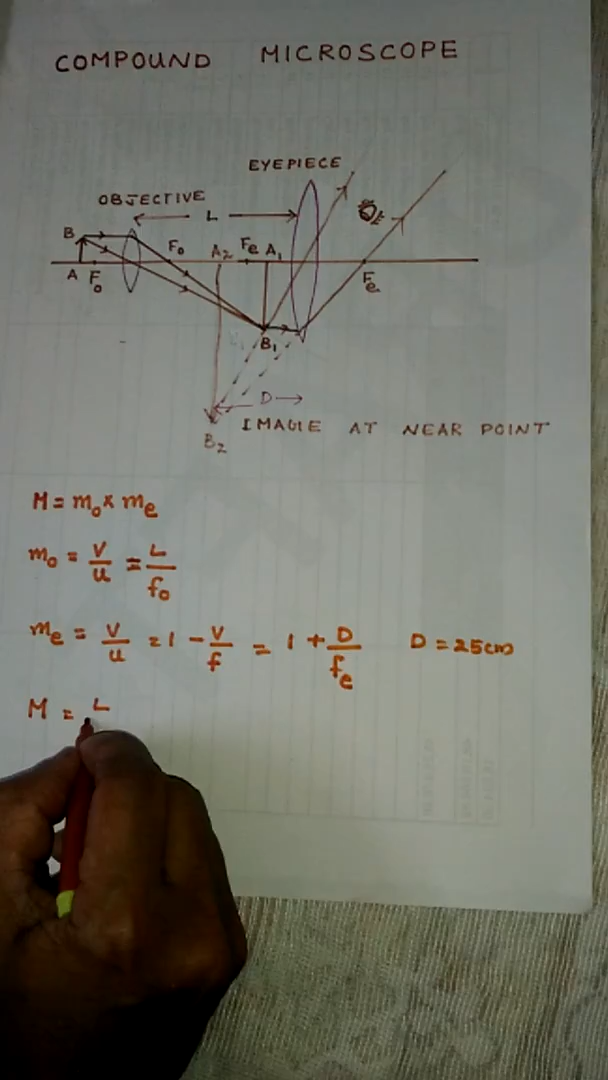 COMPOUND MICROSCOPE
EYEPIECE
OBJECTIVE
L
B
F₀ A₂ Fe A₁
A F₀ Fe
B₁
D
B₂ IMAGE AT NEAR POINT
M = m₀ x me
m₀ = V/u = L/f₀
me = V/u = 1 - V/f = 1 + D/fe D = 25cm
M = L